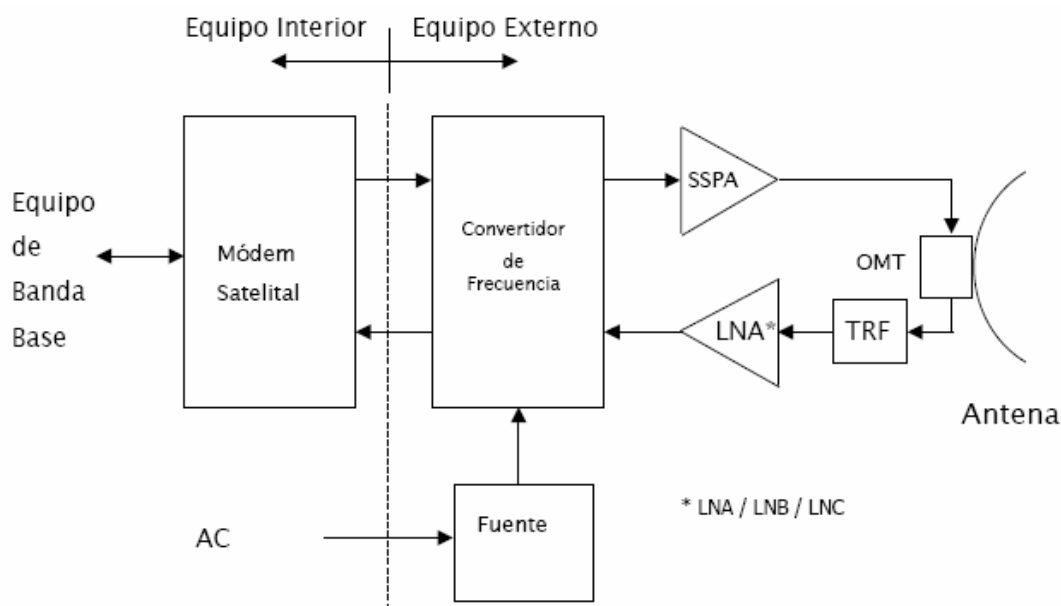 Equipo Interior
Equipo Externo
Equipo
de
Banda
Base
Módem
Satelital
Convertidor
de
Frecuencia
SSPA
OMT
LNA*
TRF
Antena
AC
Fuente
* LNA / LNB / LNC